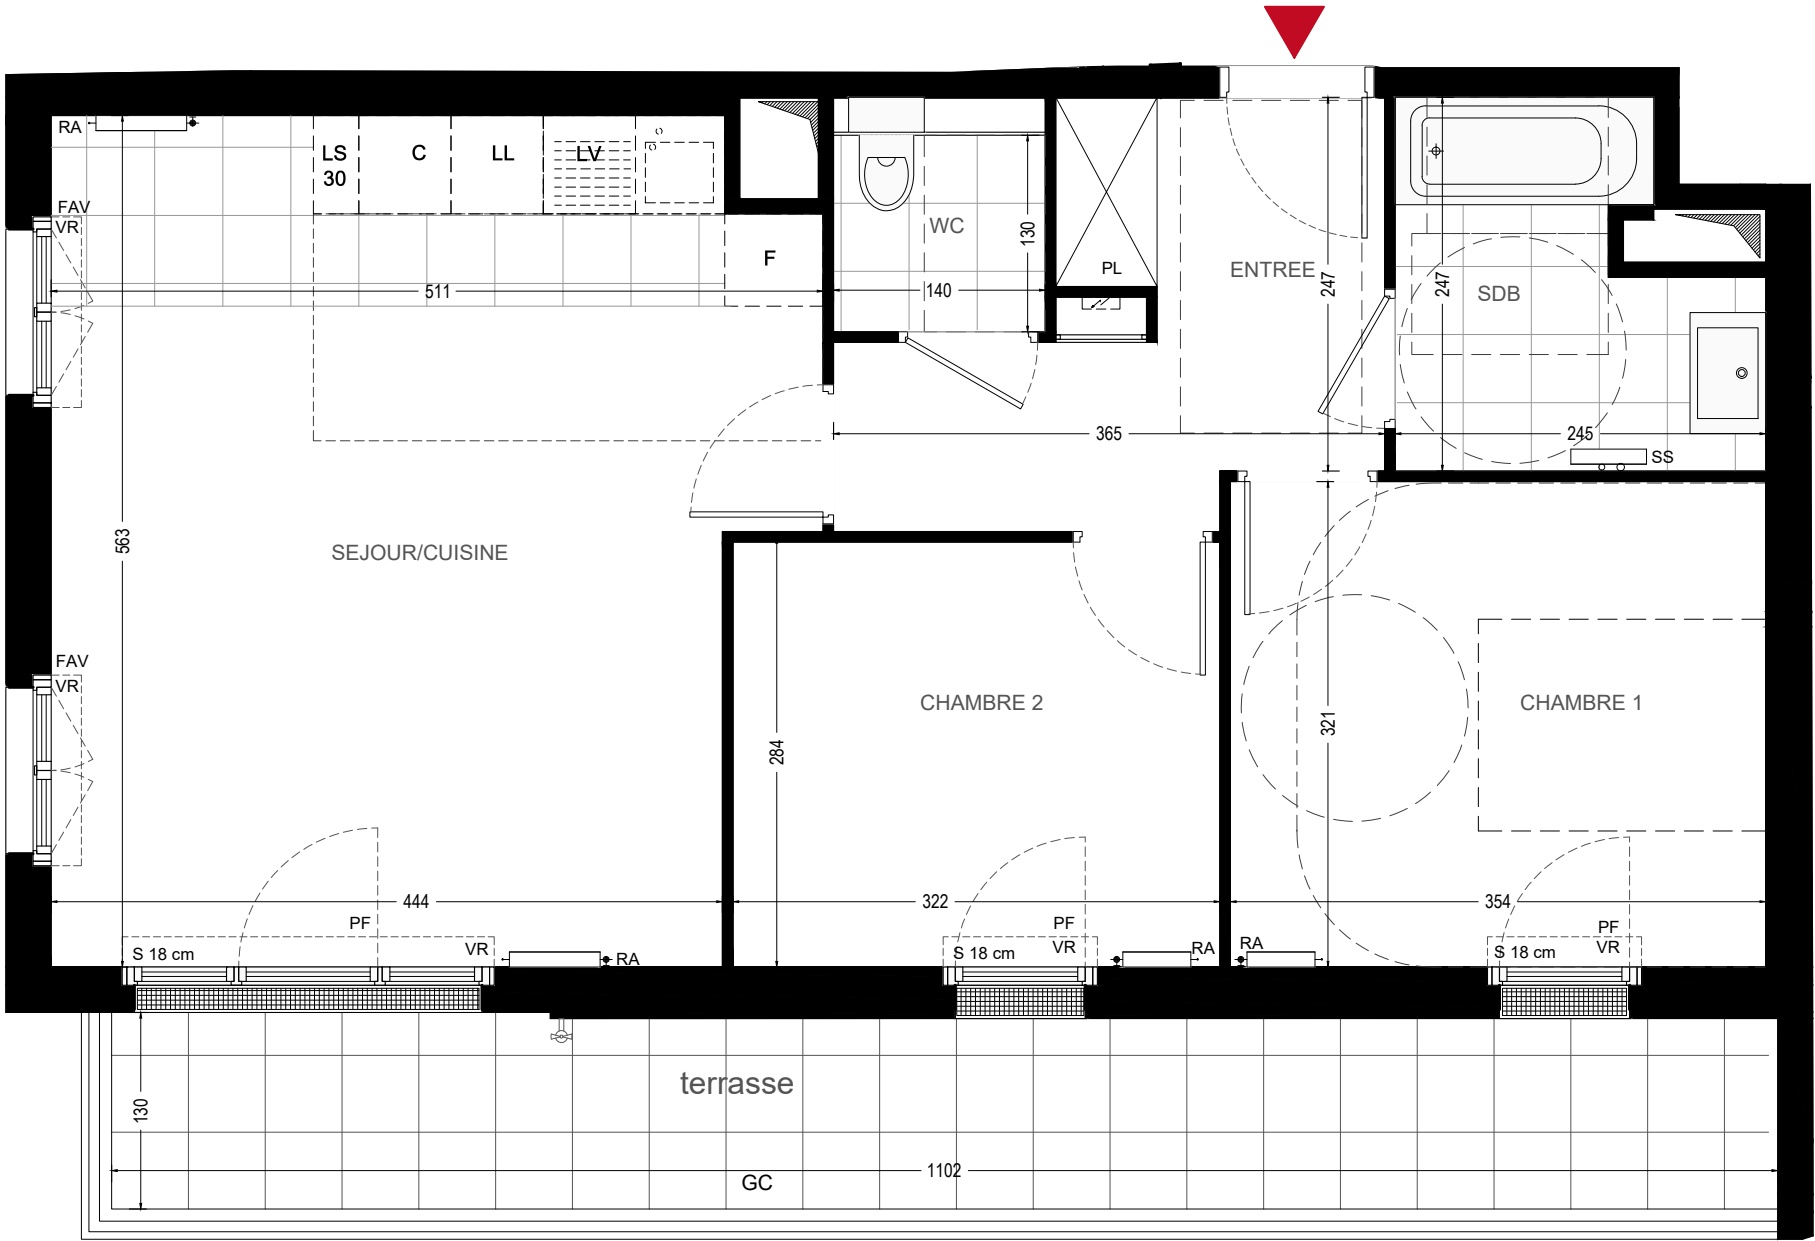 RA
LS
30
C
LL
LV
F
FAV
VR
511
WC
130
140
PL
ENTREE
247
247
SDB
365
245
SS
563
SEJOUR/CUISINE
FAV
VR
CHAMBRE 2
284
CHAMBRE 1
321
444
322
354
PF
VR
S 18 cm
RA
PF
VR
S 18 cm
RA
RA
PF
VR
S 18 cm
terrasse
130
1102
GC